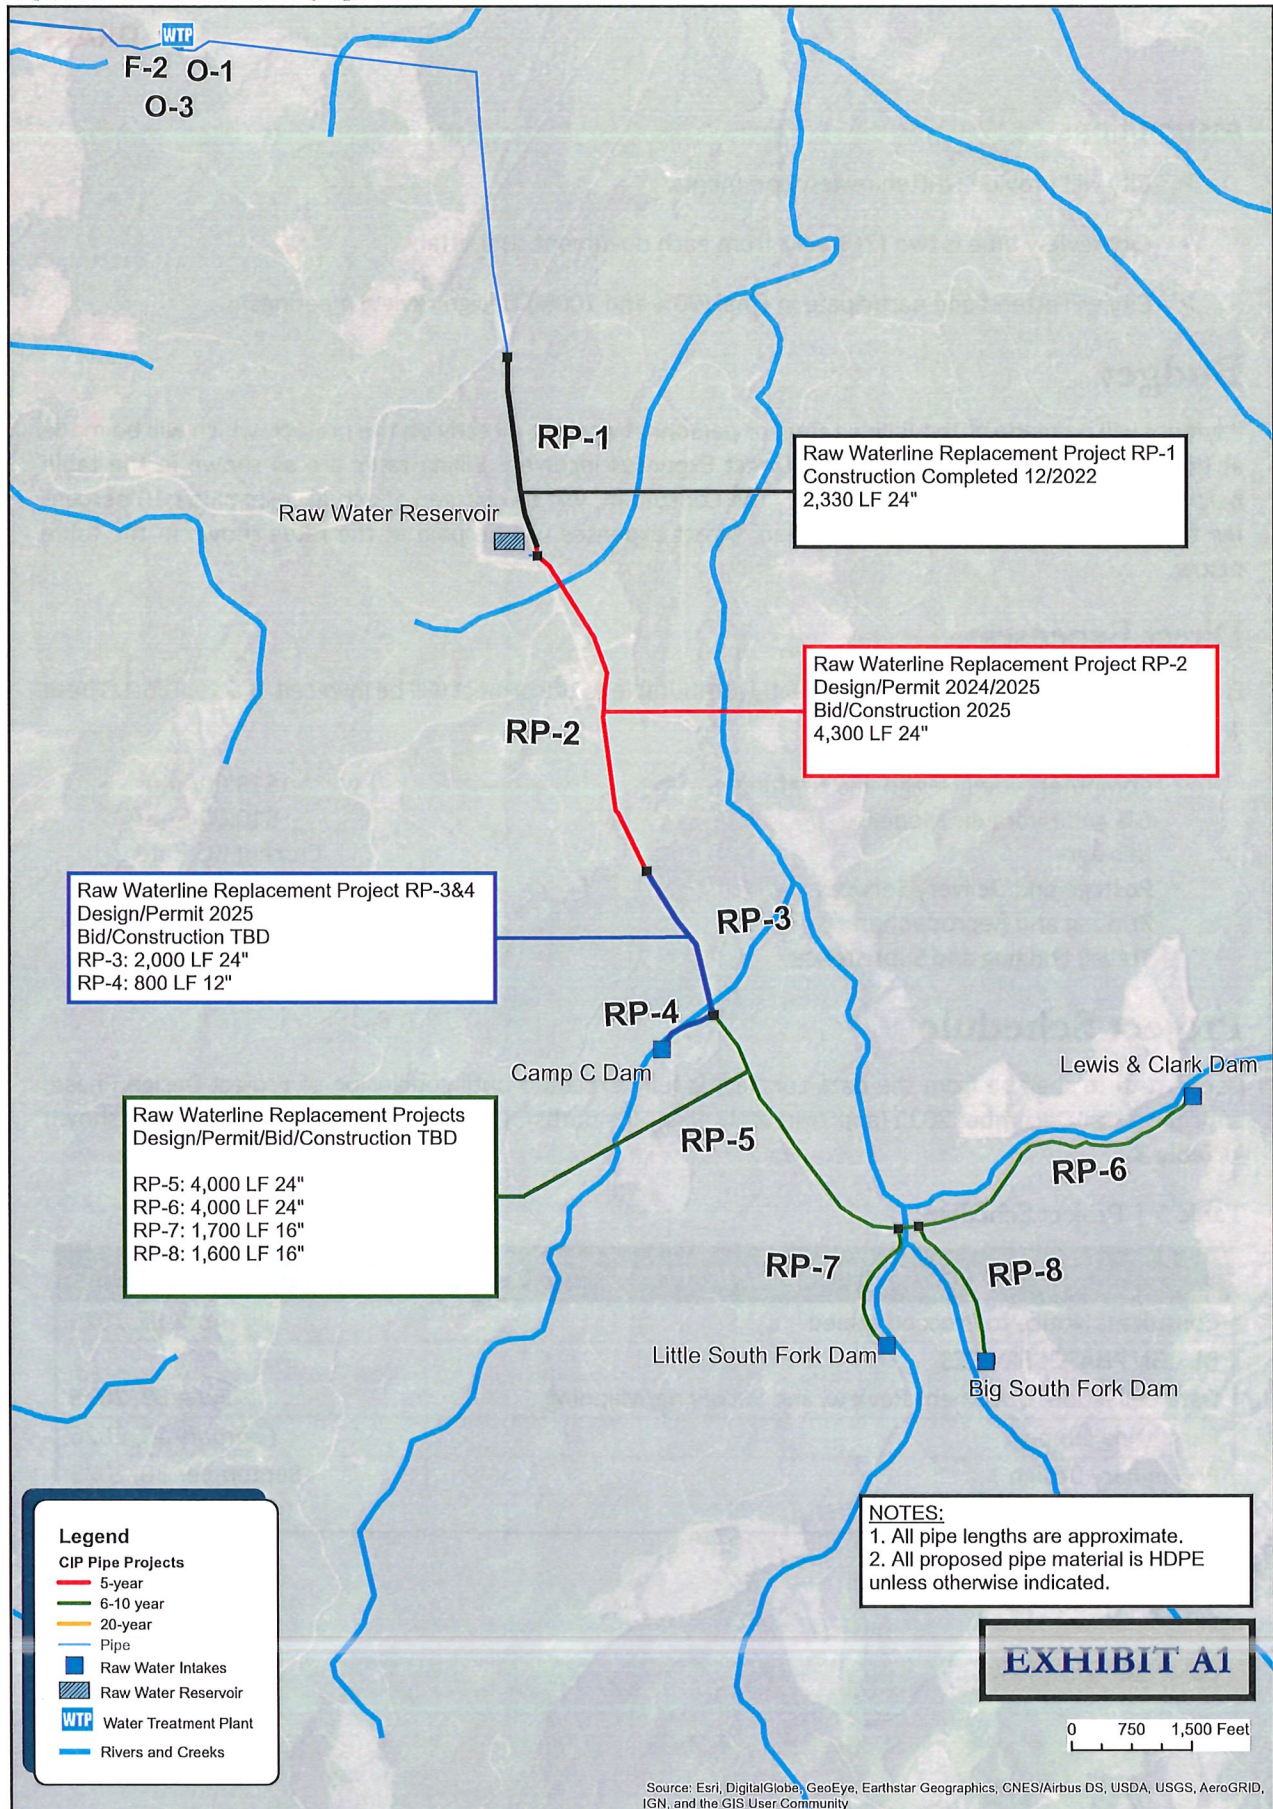 WTP
F-2 O-1
O-3
RP-1
Raw Waterline Replacement Project RP-1
Construction Completed 12/2022
2,330 LF 24"
Raw Water Reservoir
Raw Waterline Replacement Project RP-2
Design/Permit 2024/2025
Bid/Construction 2025
4,300 LF 24"
RP-2
Raw Waterline Replacement Project RP-3&4
Design/Permit 2025
Bid/Construction TBD
RP-3: 2,000 LF 24"
RP-4: 800 LF 12"
RP-3
RP-4
Camp C Dam
Lewis & Clark Dam
Raw Waterline Replacement Projects
Design/Permit/Bid/Construction TBD
RP-5: 4,000 LF 24"
RP-6: 4,000 LF 24"
RP-7: 1,700 LF 16"
RP-8: 1,600 LF 16"
RP-5
RP-6
RP-7
RP-8
Little South Fork Dam
Big South Fork Dam
NOTES:
1. All pipe lengths are approximate.
2. All proposed pipe material is HDPE
unless otherwise indicated.
Legend
CIP Pipe Projects
5-year
6-10 year
20-year
Pipe
Raw Water Intakes
Raw Water Reservoir
WTP Water Treatment Plant
Rivers and Creeks
EXHIBIT A1
0 750 1,500 Feet
Source: Esri, DigitalGlobe, GeoEye, Earthstar Geographics, CNES/Airbus DS, USDA, USGS, AeroGRID,
IGN, and the GIS User Community